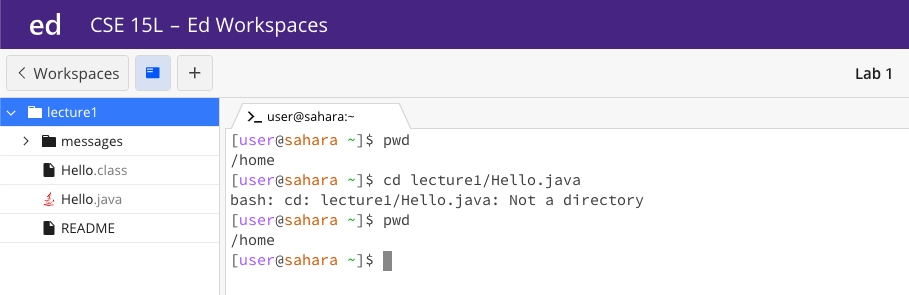 ed CSE 15L – Ed Workspaces
Workspaces + Lab 1
lecture1
messages
Hello.class
Hello.java
README
user@sahara:~
[user@sahara ~]$ pwd
/home
[user@sahara ~]$ cd lecture1/Hello.java
bash: cd: lecture1/Hello.java: Not a directory
[user@sahara ~]$ pwd
/home
[user@sahara ~]$